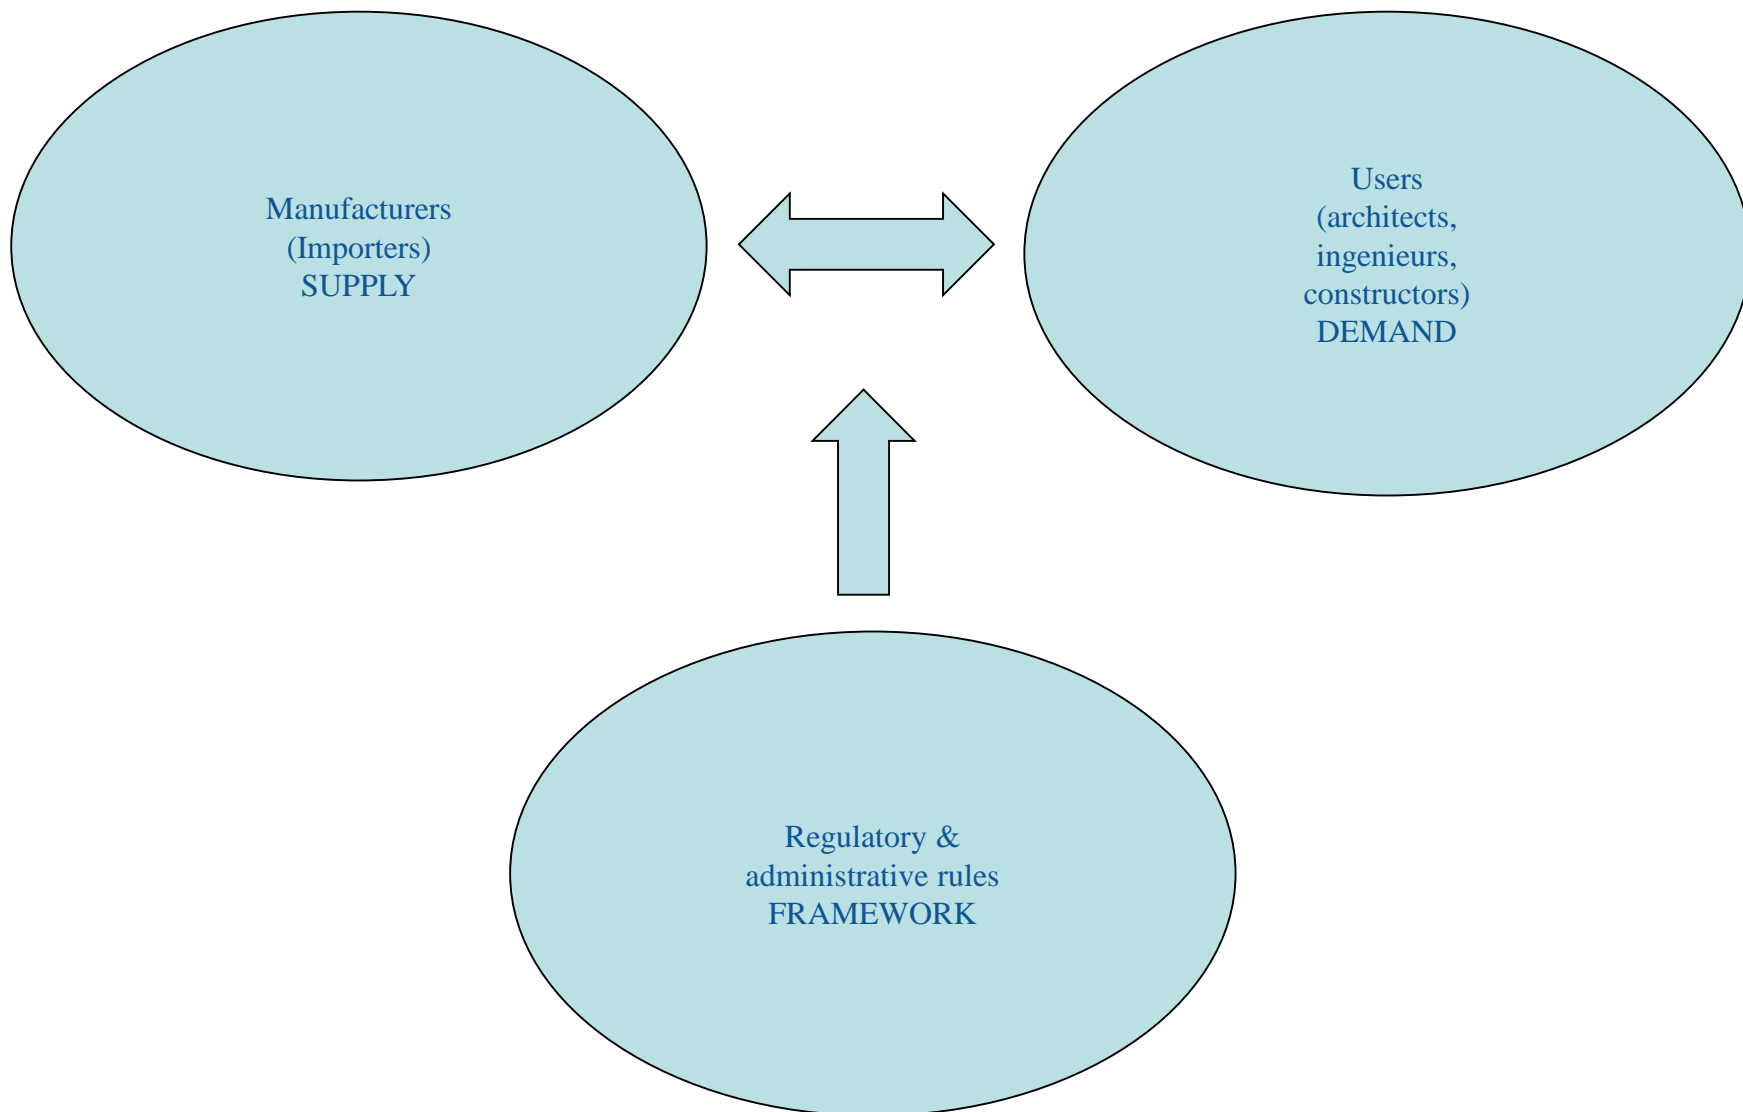 Manufacturers
(Importers)
SUPPLY
Users
(architects,
ingenieurs,
constructors)
DEMAND
Regulatory &
administrative rules
FRAMEWORK